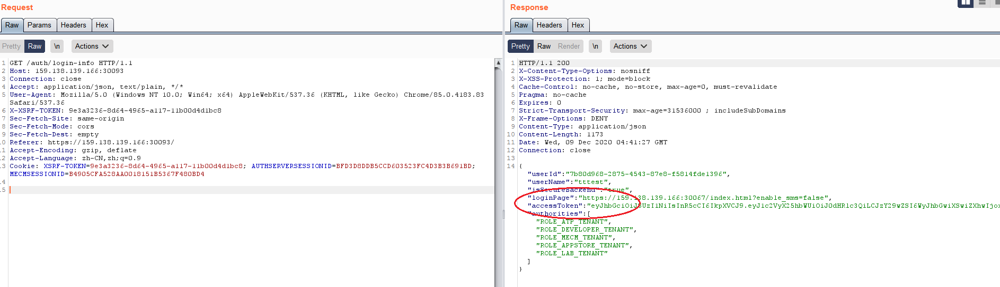 Request
Raw Params Headers Hex
Pretty Raw \n Actions
1 GET /auth/login-info HTTP/1.1
2 Host: 159.138.139.166:30093
3 Connection: close
4 Accept: application/json, text/plain, */*
5 User-Agent: Mozilla/5.0 (Windows NT 10.0; Win64; x64) AppleWebKit/537.36 (KHTML, like Gecko) Chrome/85.0.4183.83
Safari/537.36
6 X-XSRF-TOKEN: 9e3a3236-8d64-4965-a117-11b00d4d1bc8
7 Sec-Fetch-Site: same-origin
8 Sec-Fetch-Mode: cors
9 Sec-Fetch-Dest: empty
.0 Referer: https://159.138.139.166:30093/
.1 Accept-Encoding: gzip, deflate
.2 Accept-Language: zh-CN,zh;q=0.9
.3 Cookie: XSRF-TOKEN=9e3a3236-8d64-4965-a117-11b00d4d1bc8; AUTHSERVERSESSIONID=BFD3D8DDB5CCD603523FC4D3B3B691BD;
MECMSESSIONID=B4905CFA528AA0018151B5367F480BD4
.4
.5
Response
Raw Headers Hex
Pretty Raw Render \n Actions
1 HTTP/1.1 200
2 X-Content-Type-Options: nosniff
3 X-XSS-Protection: 1; mode=block
4 Cache-Control: no-cache, no-store, max-age=0, must-revalidate
5 Pragma: no-cache
6 Expires: 0
7 Strict-Transport-Security: max-age=31536000 ; includeSubDomains
8 X-Frame-Options: DENY
9 Content-Type: application/json
10 Content-Length: 1173
11 Date: Wed, 09 Dec 2020 04:41:27 GMT
12 Connection: close
13
14 {
"userId":"7b80d968-2875-4543-87e8-f5814fde1396",
"userName":"tttest",
"isSecureBackend":"true",
"loginPage":"https://159.138.139.166:30067/index.html?enable_sms=false",
"accessToken":"eyJhbGciOiJSUzI1NiIsInR5cCI6IkpXVCJ9.eyJ1c2VyX25hbWUiOiJ0dHRlc3QiLCJzY29wZSI6WyJhbGwiXSwiZXhwIjox
"authorities":[
"ROLE_ATP_TENANT",
"ROLE_DEVELOPER_TENANT",
"ROLE_MECM_TENANT",
"ROLE_APPSTORE_TENANT",
"ROLE_LAB_TENANT"
]
}